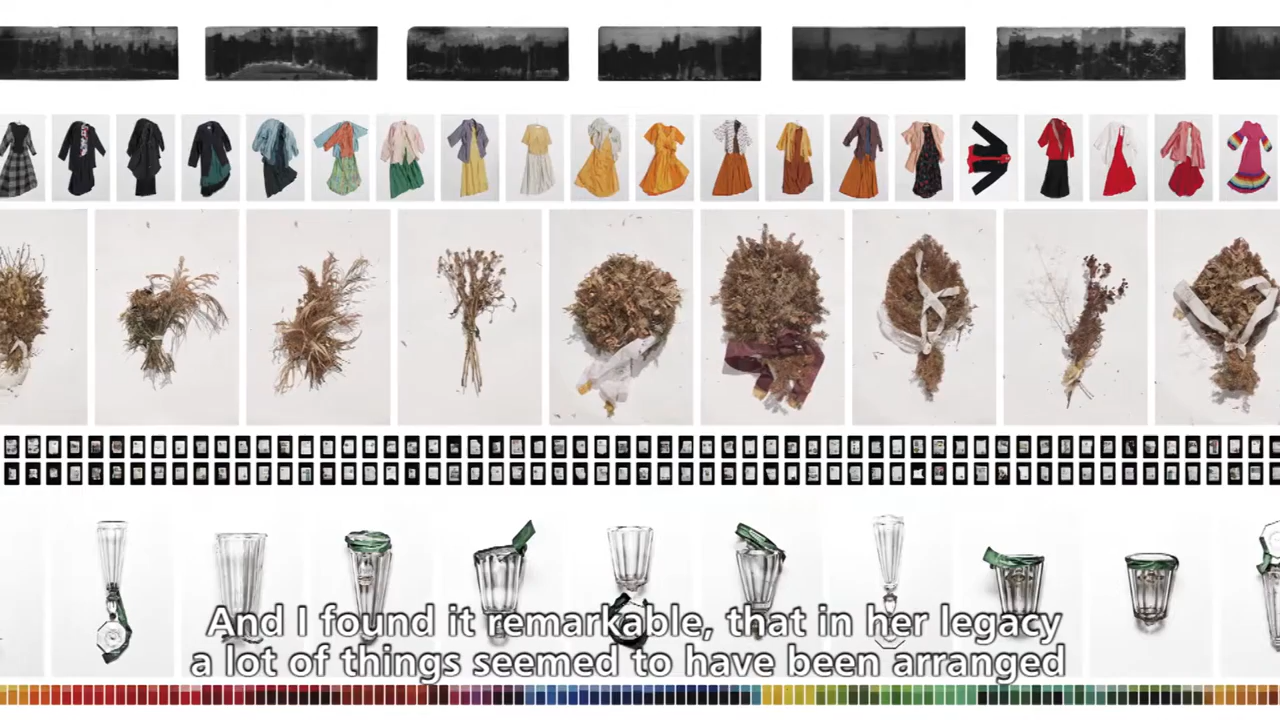 And I found it remarkable, that in her legacy
a lot of things seemed to have been arranged